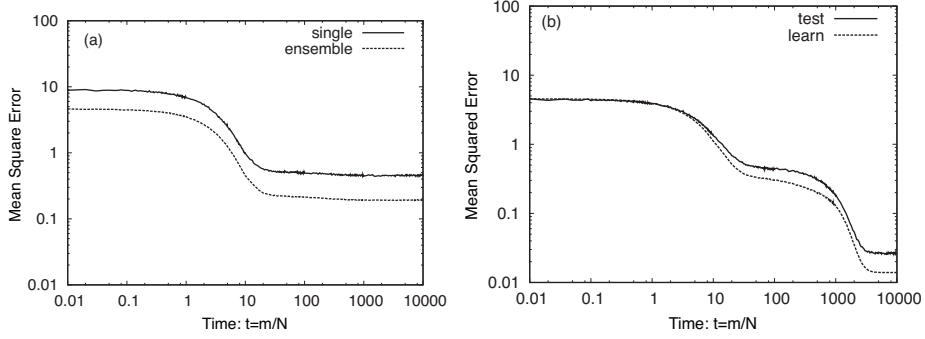 (a)
single
ensemble
Mean Square Error
100
10
1
0.1
0.01
0.01 0.1 1 10 100 1000 10000
Time: t=m/N
(b)
test
learn
Mean Squared Error
100
10
1
0.1
0.01
0.01 0.1 1 10 100 1000 10000
Time: t=m/N